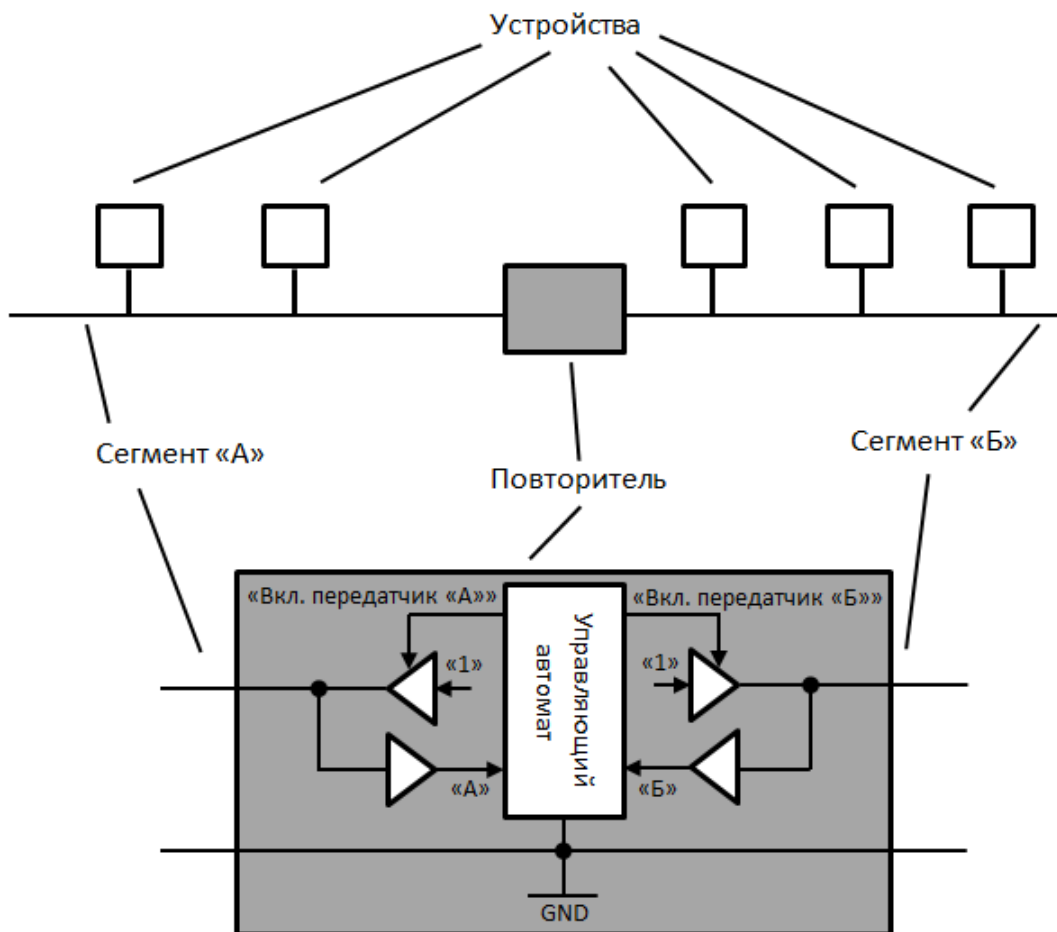 Устройства
Сегмент «А»
Сегмент «Б»
Повторитель
«Вкл. передатчик «А»»
«Вкл. передатчик «Б»»
Управляющий
автомат
«1»
«1»
«А»
«Б»
GND